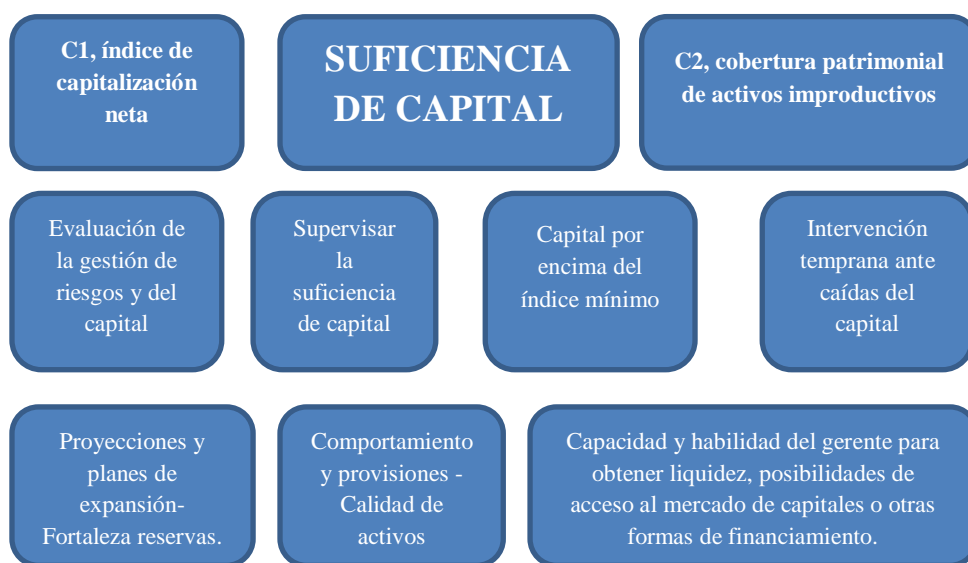 C1, índice de
capitalización
neta
SUFICIENCIA
DE CAPITAL
C2, cobertura patrimonial
de activos improductivos
Evaluación de
la gestión de
riesgos y del
capital
Supervisar
la
suficiencia
de capital
Capital por
encima del
índice mínimo
Intervención
temprana ante
caídas del
capital
Proyecciones y
planes de
expansión-
Fortaleza reservas.
Comportamiento
y provisiones -
Calidad de
activos
Capacidad y habilidad del gerente para
obtener liquidez, posibilidades de
acceso al mercado de capitales o otras
formas de financiamiento.